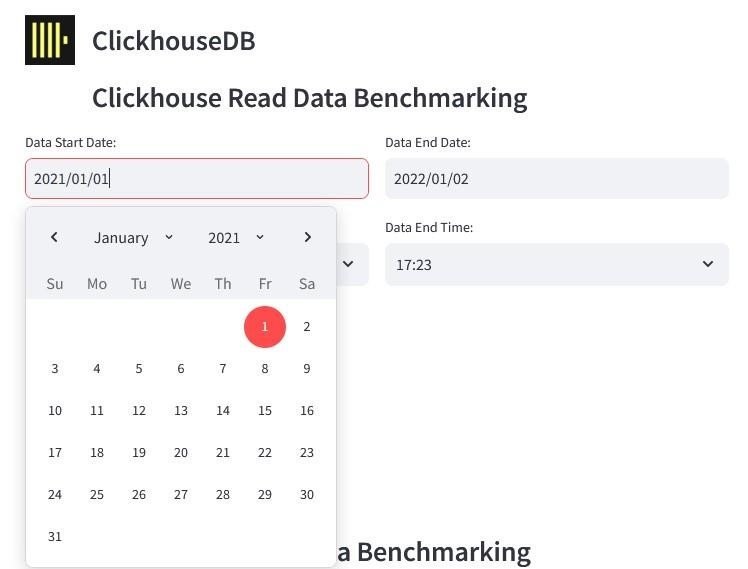 ClickhouseDB
Clickhouse Read Data Benchmarking
Data Start Date:
Data End Date:
2021/01/01
2022/01/02
January 2021
Data End Time:
17:23
Su Mo Tu We Th Fr Sa
1 2
3 4 5 6 7 8 9
10 11 12 13 14 15 16
17 18 19 20 21 22 23
24 25 26 27 28 29 30
31
a Benchmarking